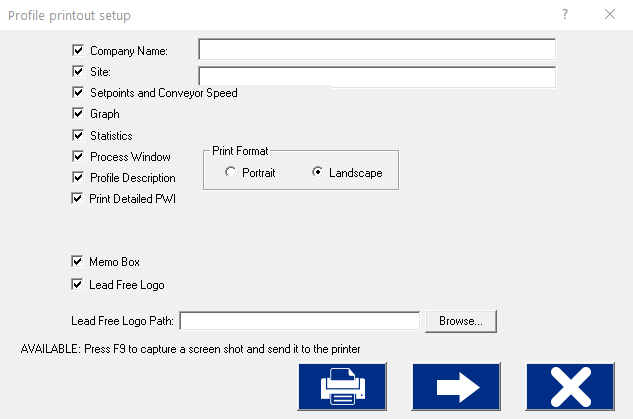 Profile printout setup
?
Company Name:
Site:
Setpoints and Conveyor Speed
Graph
Statistics
Process Window
Print Format
Portrait
Landscape
Profile Description
Print Detailed PWI
Memo Box
Lead Free Logo
Lead Free Logo Path:
Browse...
AVAILABLE: Press F9 to capture a screen shot and send it to the printer